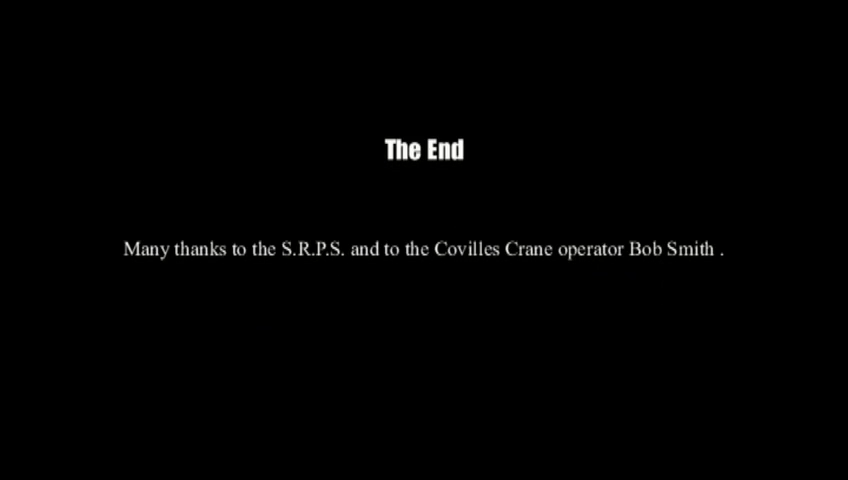 The End
Many thanks to the S.R.P.S. and to the Covilles Crane operator Bob Smith .